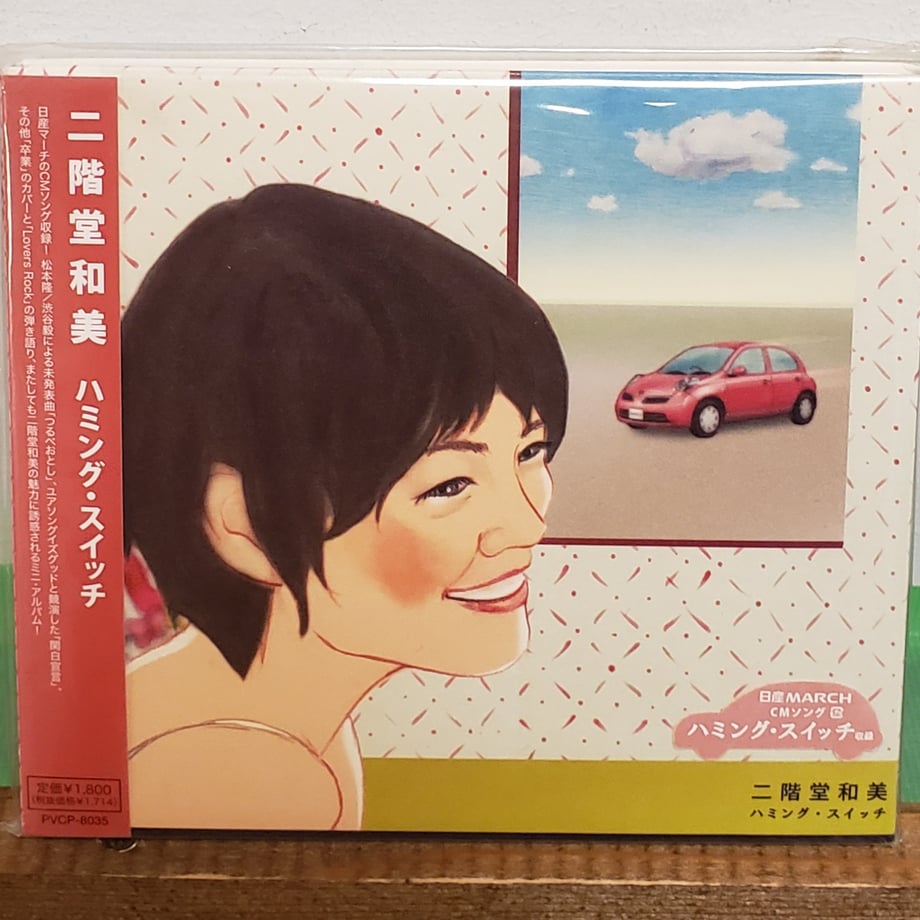 二階堂和美 ハミング・スイッチ
日産マーチのCMソング収録! 松本隆/渋谷毅による未発表曲「つるべおとし」、ユアソングイズグッドと競演した「関白宣言」、
その他「卒業」のカバーと「Lovers Rock」の弾き語り、またしても二階堂和美の魅力に誘惑されるミニ・アルバム!
定価¥1,800
(税抜価格¥1,714)
PVCP-8035
日産MARCH
CMソング
ハミング・スイッチ収録
二階堂和美
ハミング・スイッチ